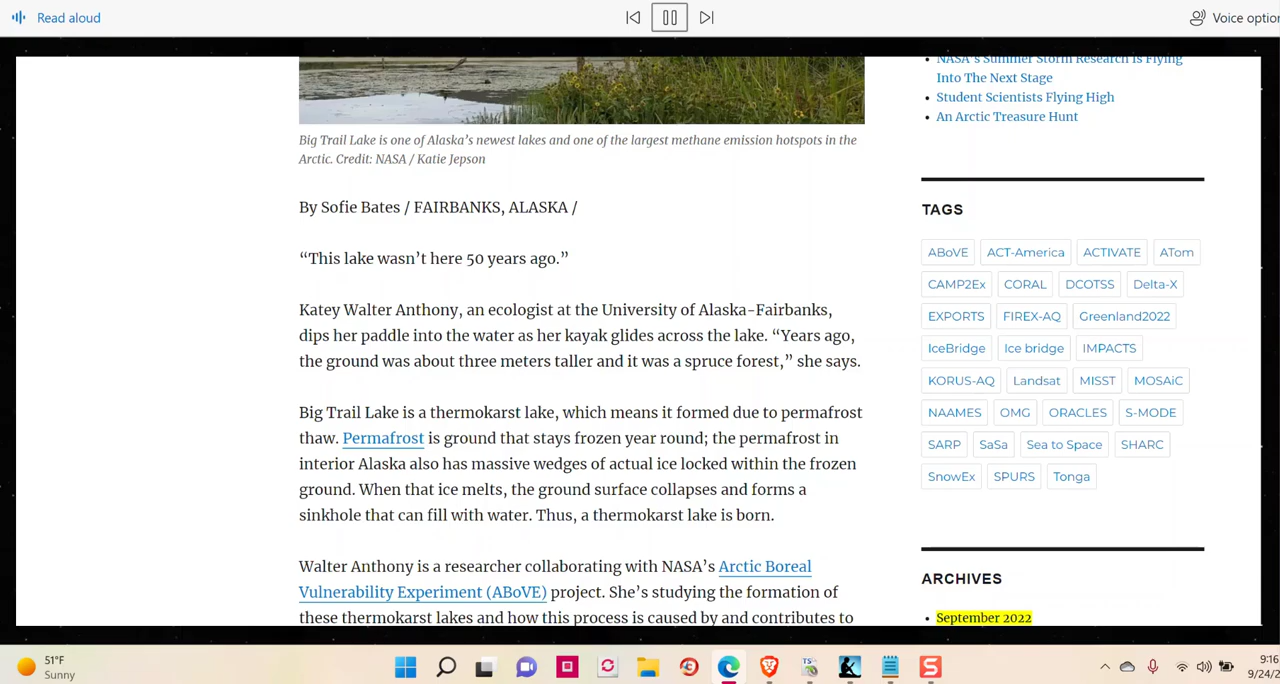 Read aloud
Voice option
NASA's Summer Storm Research Is Flying
Into The Next Stage
Student Scientists Flying High
An Arctic Treasure Hunt
Big Trail Lake is one of Alaska's newest lakes and one of the largest methane emission hotspots in the
Arctic. Credit: NASA / Katie Jepson
By Sofie Bates / FAIRBANKS, ALASKA /
“This lake wasn't here 50 years ago.”
Katey Walter Anthony, an ecologist at the University of Alaska-Fairbanks,
dips her paddle into the water as her kayak glides across the lake. “Years ago,
the ground was about three meters taller and it was a spruce forest,” she says.
Big Trail Lake is a thermokarst lake, which means it formed due to permafrost
thaw. Permafrost is ground that stays frozen year round; the permafrost in
interior Alaska also has massive wedges of actual ice locked within the frozen
ground. When that ice melts, the ground surface collapses and forms a
sinkhole that can fill with water. Thus, a thermokarst lake is born.
Walter Anthony is a researcher collaborating with NASA's Arctic Boreal
Vulnerability Experiment (ABoVE) project. She's studying the formation of
these thermokarst lakes and how this process is caused by and contributes to
TAGS
ABoVE ACT-America ACTIVATE ATom
CAMP2Ex CORAL DCOTSS Delta-X
EXPORTS FIREX-AQ Greenland2022
IceBridge Ice bridge IMPACTS
KORUS-AQ Landsat MISST MOSAiC
NAAMES OMG ORACLES S-MODE
SARP SaSa Sea to Space SHARC
SnowEx SPURS Tonga
ARCHIVES
September 2022
51°F
Sunny
9:16
9/24/2